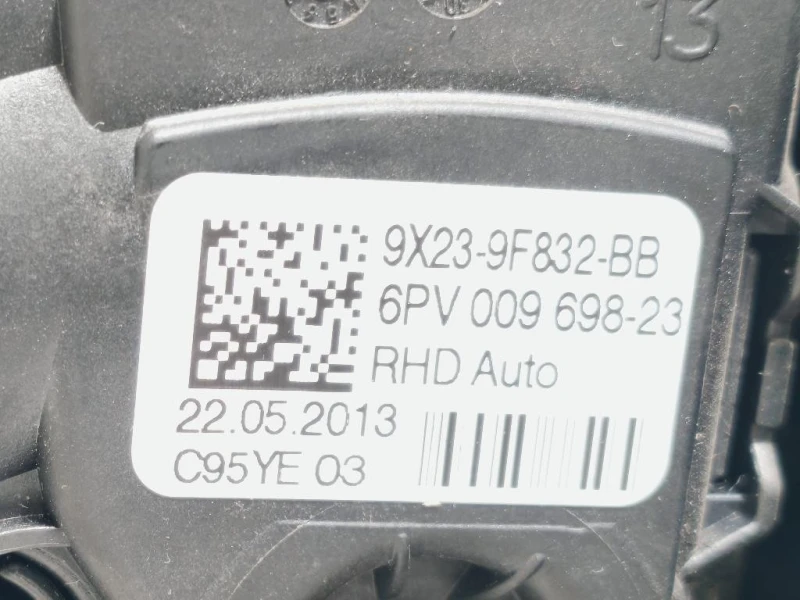 13
9X23-9F832-BB
6PV 009 698-23
RHD Auto
22.05.2013
C95YE 03